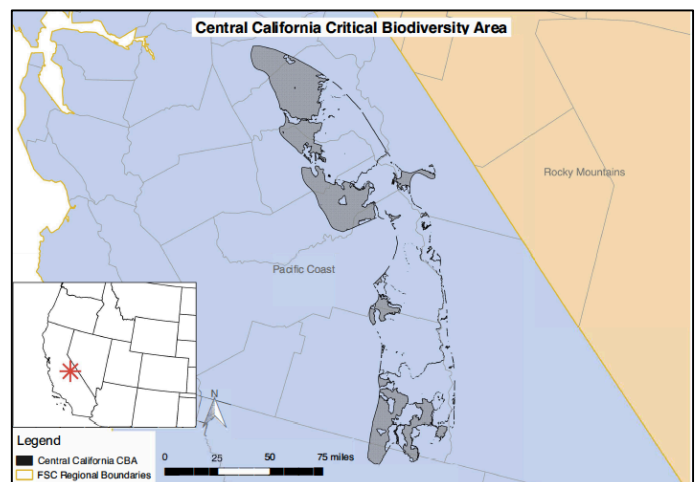 Central California Critical Biodiversity Area
Rocky Mountains
Pacific Coast
N
Legend
Central California CBA
FSC Regional Boundaries
0 25 50 75 miles